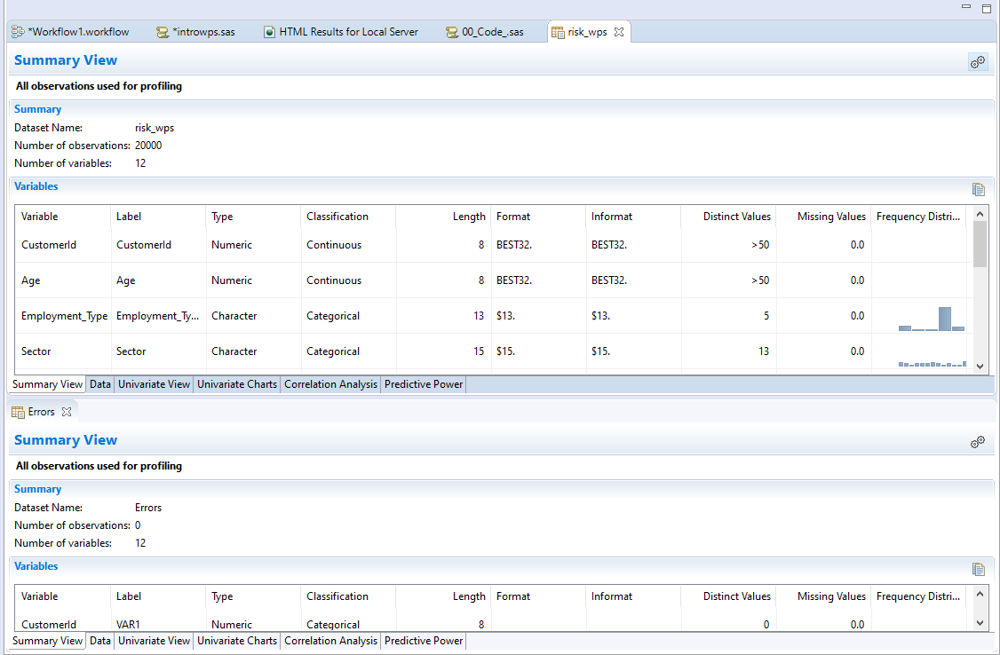 *Workflow1.workflow *introwps.sas HTML Results for Local Server 00_Code_.sas risk_wps
Summary View
All observations used for profiling
Summary
Dataset Name: risk_wps
Number of observations: 20000
Number of variables: 12
Variables
Variable Label Type Classification Length Format Informat Distinct Values Missing Values Frequency Distri...
CustomerId CustomerId Numeric Continuous 8 BEST32. BEST32. >50 0.0
Age Age Numeric Continuous 8 BEST32. BEST32. >50 0.0
Employment_Type Employment_Ty... Character Categorical 13 $13. $13. 5 0.0
Sector Sector Character Categorical 15 $15. $15. 13 0.0
Summary View Data Univariate View Univariate Charts Correlation Analysis Predictive Power
Errors
Summary View
All observations used for profiling
Summary
Dataset Name: Errors
Number of observations: 0
Number of variables: 12
Variables
Variable Label Type Classification Length Format Informat Distinct Values Missing Values Frequency Distri...
CustomerId VAR1 Numeric Categorical 8 0 0.0
Summary View Data Univariate View Univariate Charts Correlation Analysis Predictive Power